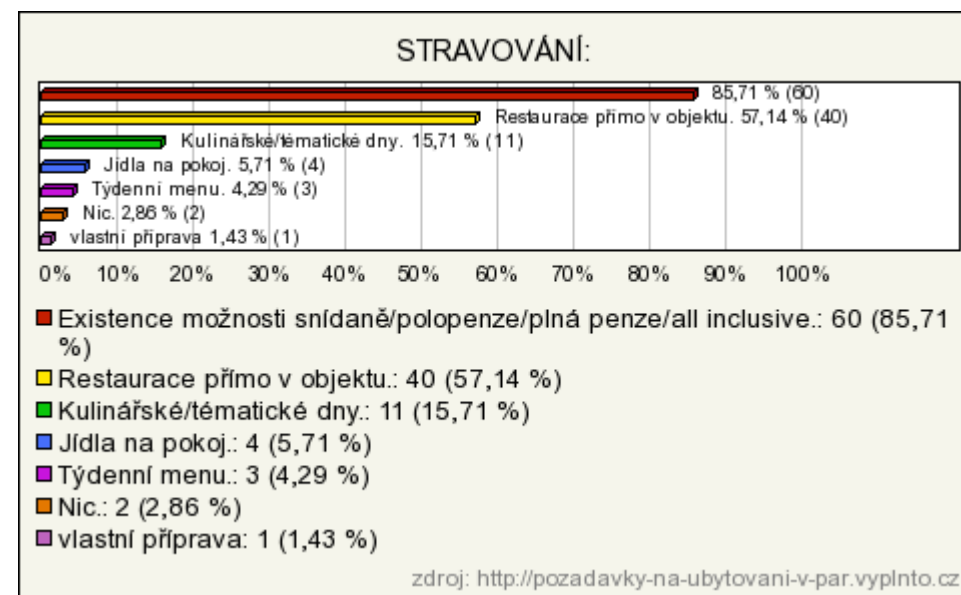 STRAVOVÁNÍ:
85,71 % (60)
Restaurace přímo v objektu. 57,14 % (40)
Kulinářské/tématické dny. 15,71 % (11)
Jídla na pokoj. 5,71 % (4)
Týdenní menu. 4,29 % (3)
Nic. 2,86 % (2)
vlastní příprava 1,43 % (1)
0% 10% 20% 30% 40% 50% 60% 70% 80% 90% 100%
Existence možnosti snídaně/polopenze/plná penze/all inclusive.: 60 (85,71
%)
Restaurace přímo v objektu.: 40 (57,14 %)
Kulinářské/tématické dny.: 11 (15,71 %)
Jídla na pokoj.: 4 (5,71 %)
Týdenní menu.: 3 (4,29 %)
Nic.: 2 (2,86 %)
vlastní příprava: 1 (1,43 %)
zdroj: http://pozadavky-na-ubytovani-v-par.vyplnto.cz